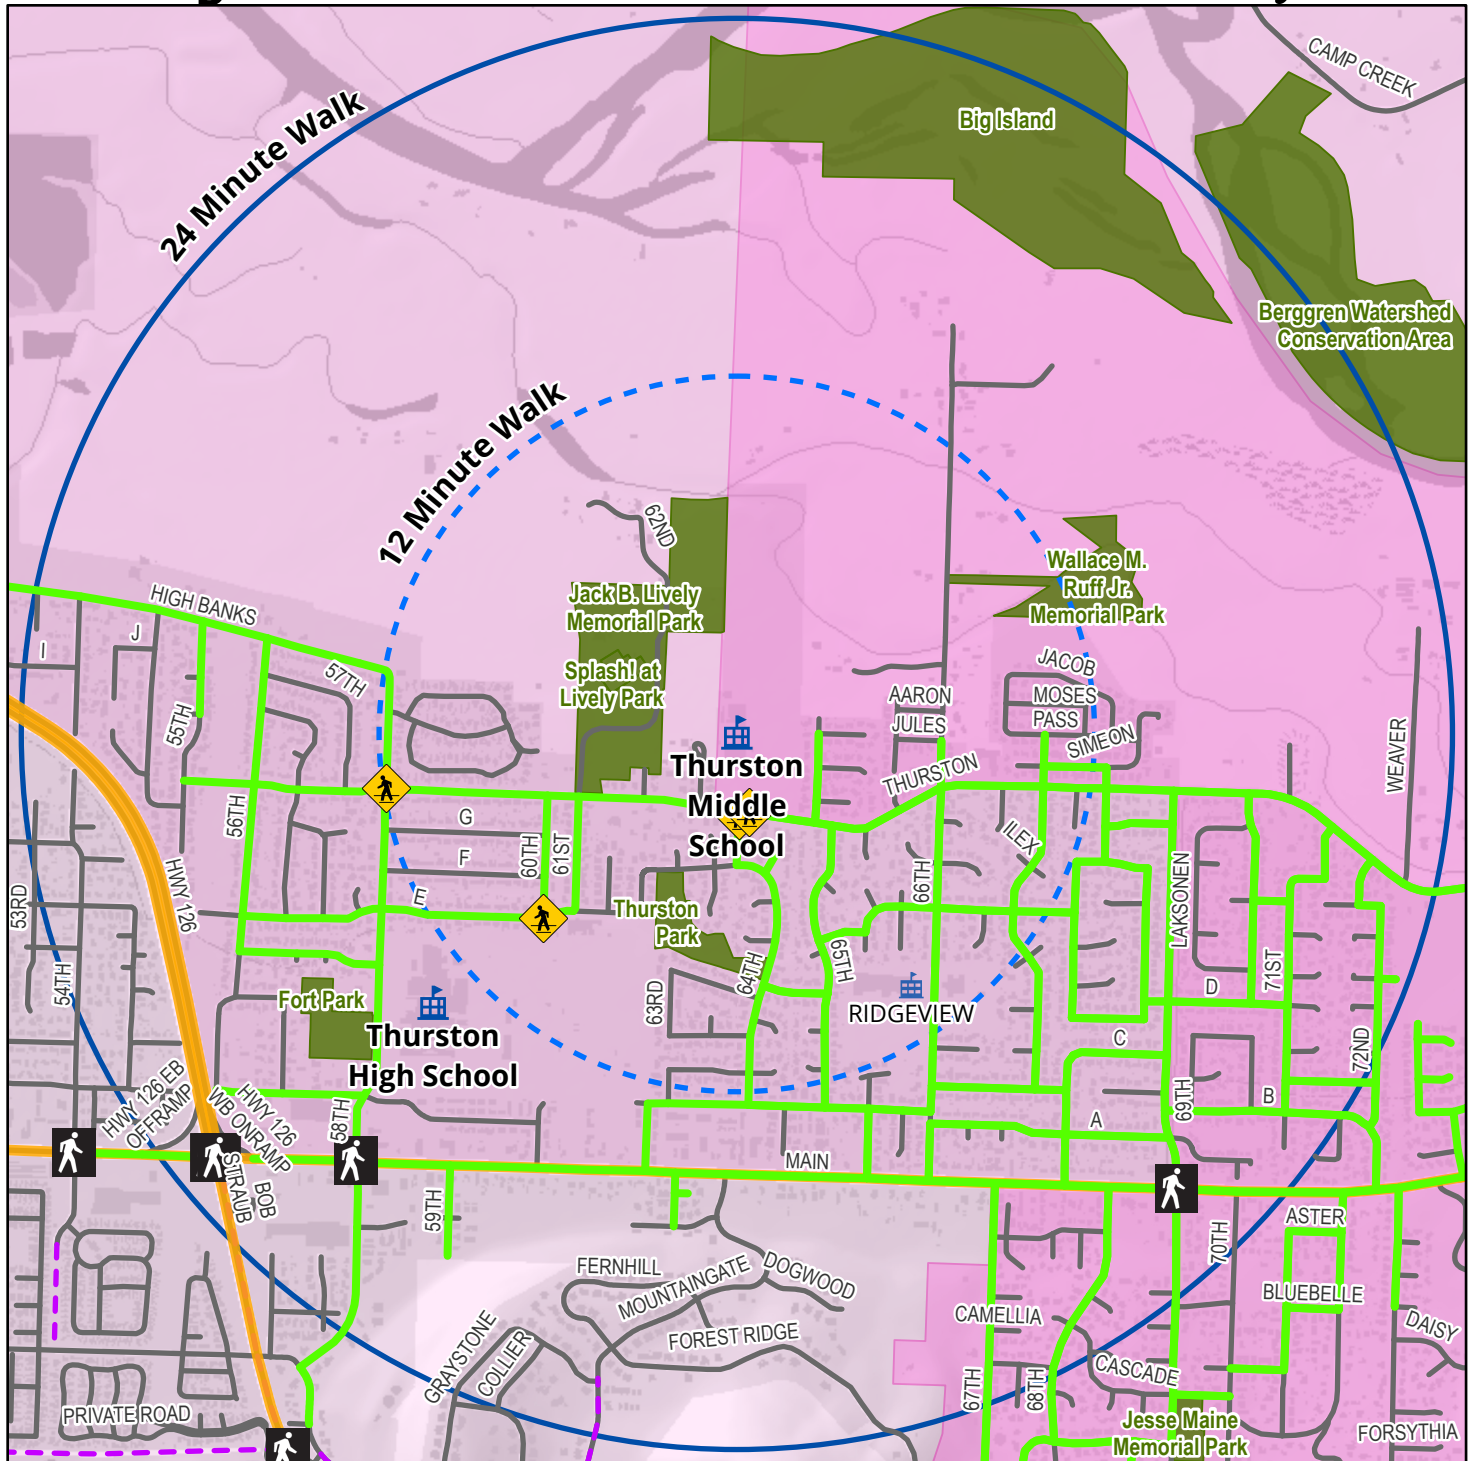 CAMP CREEK
24 Minute Walk
Big Island
Berggren Watershed
Conservation Area
12 Minute Walk
62ND
Wallace M.
Ruff Jr.
Memorial Park
HIGH BANKS
Jack B. Lively
Memorial Park
J
I
57TH
Splash! at
Lively Park
JACOB
AARON
MOSES
JULES
PASS
55TH
SIMEON
WEAVER
Thurston
Middle
School
THURSTON
56TH
G
F
60TH
61ST
ILEX
66TH
LAKSONEN
HWY 126
E
53RD
Thurston
Park
54TH
64TH
65TH
63RD
71ST
D
Fort Park
RIDGEVIEW
Thurston
High School
C
72ND
HWY 126 EB
OFFRAMP
HWY 126
WB ONRAMP
58TH
69TH
B
A
MAIN
BOB
STRAUB
59TH
70TH
ASTER
FERNHILL
MOUNTAINGATE
DOGWOOD
CAMELLIA
BLUEBELLE
DAISY
GRAYSTONE
COLLIER
FOREST RIDGE
67TH
68TH
CASCADE
PRIVATE ROAD
Jesse Maine
Memorial Park
FORSYTHIA